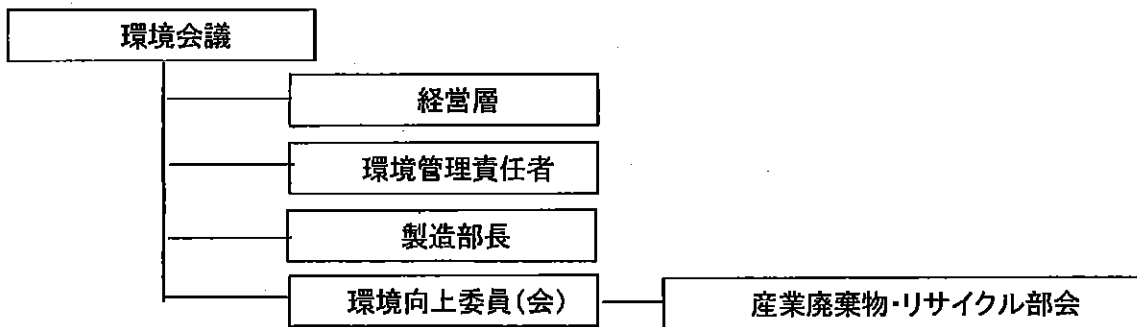 環境会議
経営層
環境管理責任者
製造部長
環境向上委員(会)
産業廃棄物・リサイクル部会